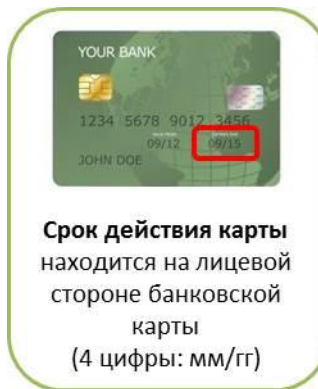 YOUR BANK
1234 5678 9012 3456
09/12 09/15
JOHN DOE
Срок действия карты
находится на лицевой
стороне банковской
карты
(4 цифры: мм/гг)